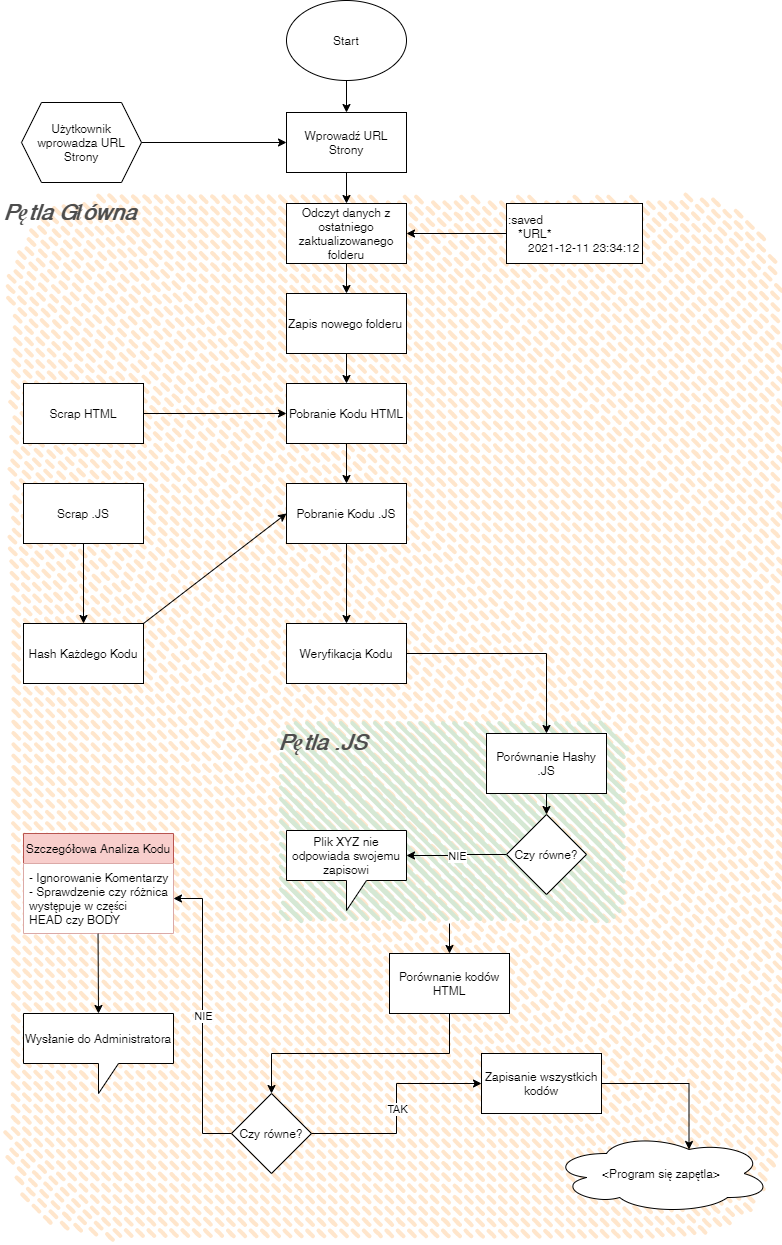 Start
Użytkownik
wprowadza URL
Strony
Wprowadź URL
Strony
Pętla Główna
Odczyt danych z
ostatniego
zaktualizowanego
folderu
:saved
*URL*
2021-12-11 23:34:12
Zapis nowego folderu
Scrap HTML
Pobranie Kodu HTML
Scrap .JS
Pobranie Kodu .JS
Hash Każdego Kodu
Weryfikacja Kodu
Pętla .JS
Porównanie Hashy
.JS
Plik XYZ nie
odpowiada swojemu
zapisowi
NIE
Czy równe?
Szczegółowa Analiza Kodu
- Ignorowanie Komentarzy
- Sprawdzenie czy różnica
występuje w części
HEAD czy BODY
Porównanie kodów
HTML
Wysłanie do Administratora
NIE
Czy równe?
TAK
Zapisanie wszystkich
kodów
<Program się zapętla>